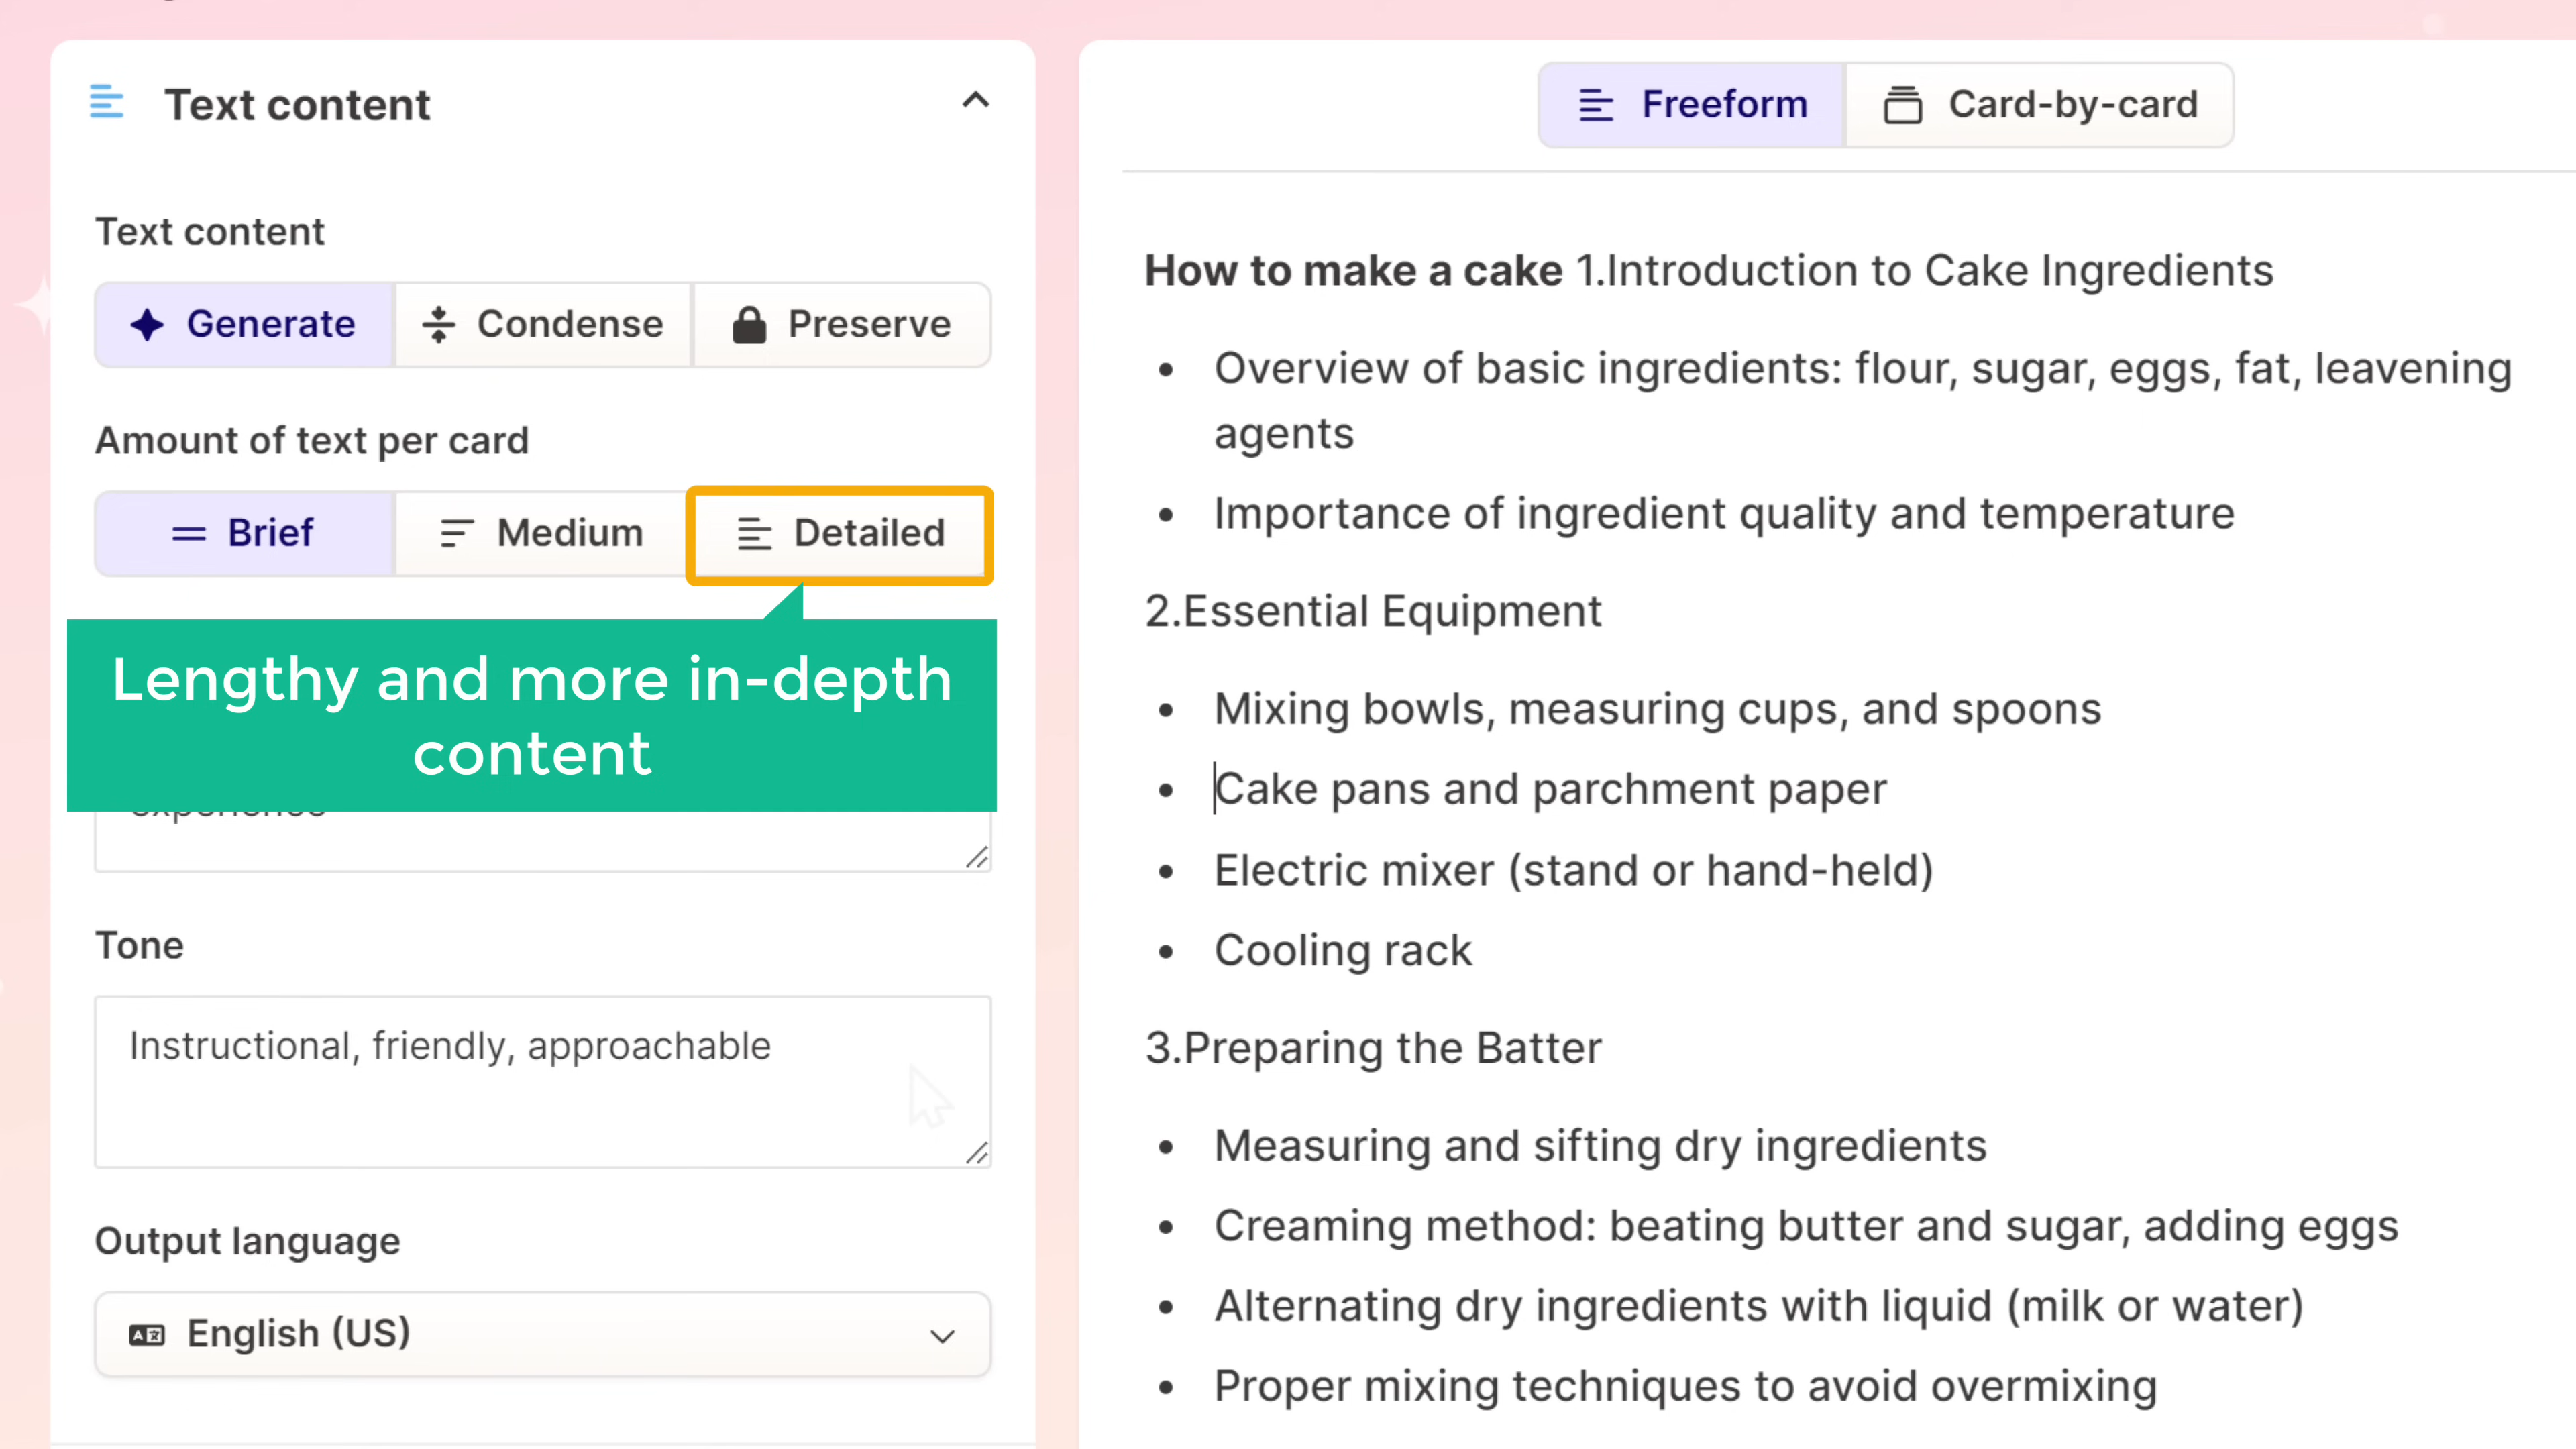 Text content
Text content
Generate
Condense
Preserve
Amount of text per card
Brief
Medium
Detailed
Lengthy and more in-depth
content
Tone
Instructional, friendly, approachable
Output language
English (US)
Freeform
Card-by-card
How to make a cake 1.Introduction to Cake Ingredients
• Overview of basic ingredients: flour, sugar, eggs, fat, leavening
agents
• Importance of ingredient quality and temperature
2.Essential Equipment
• Mixing bowls, measuring cups, and spoons
• Cake pans and parchment paper
• Electric mixer (stand or hand-held)
• Cooling rack
3.Preparing the Batter
• Measuring and sifting dry ingredients
• Creaming method: beating butter and sugar, adding eggs
• Alternating dry ingredients with liquid (milk or water)
• Proper mixing techniques to avoid overmixing